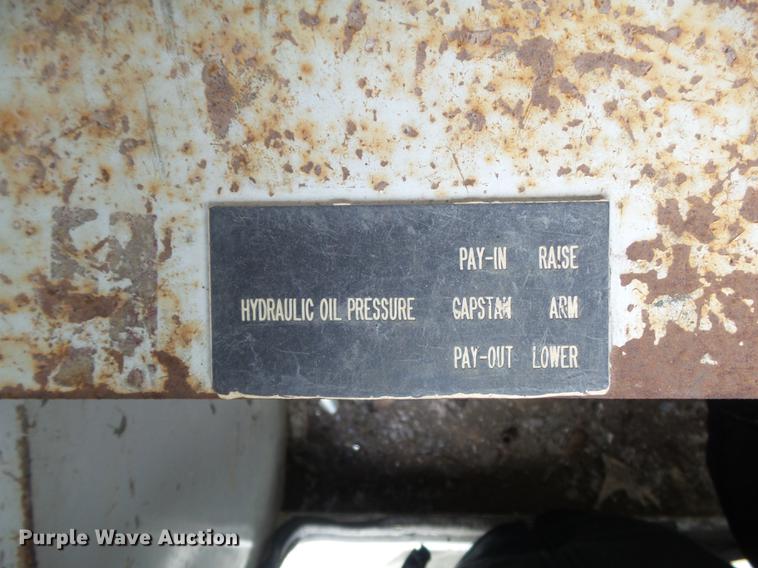 PAY-IN RAISE
HYDRAULIC OIL PRESSURE CAPSTAN ARM
PAY-OUT LOWER
Purple Wave Auction